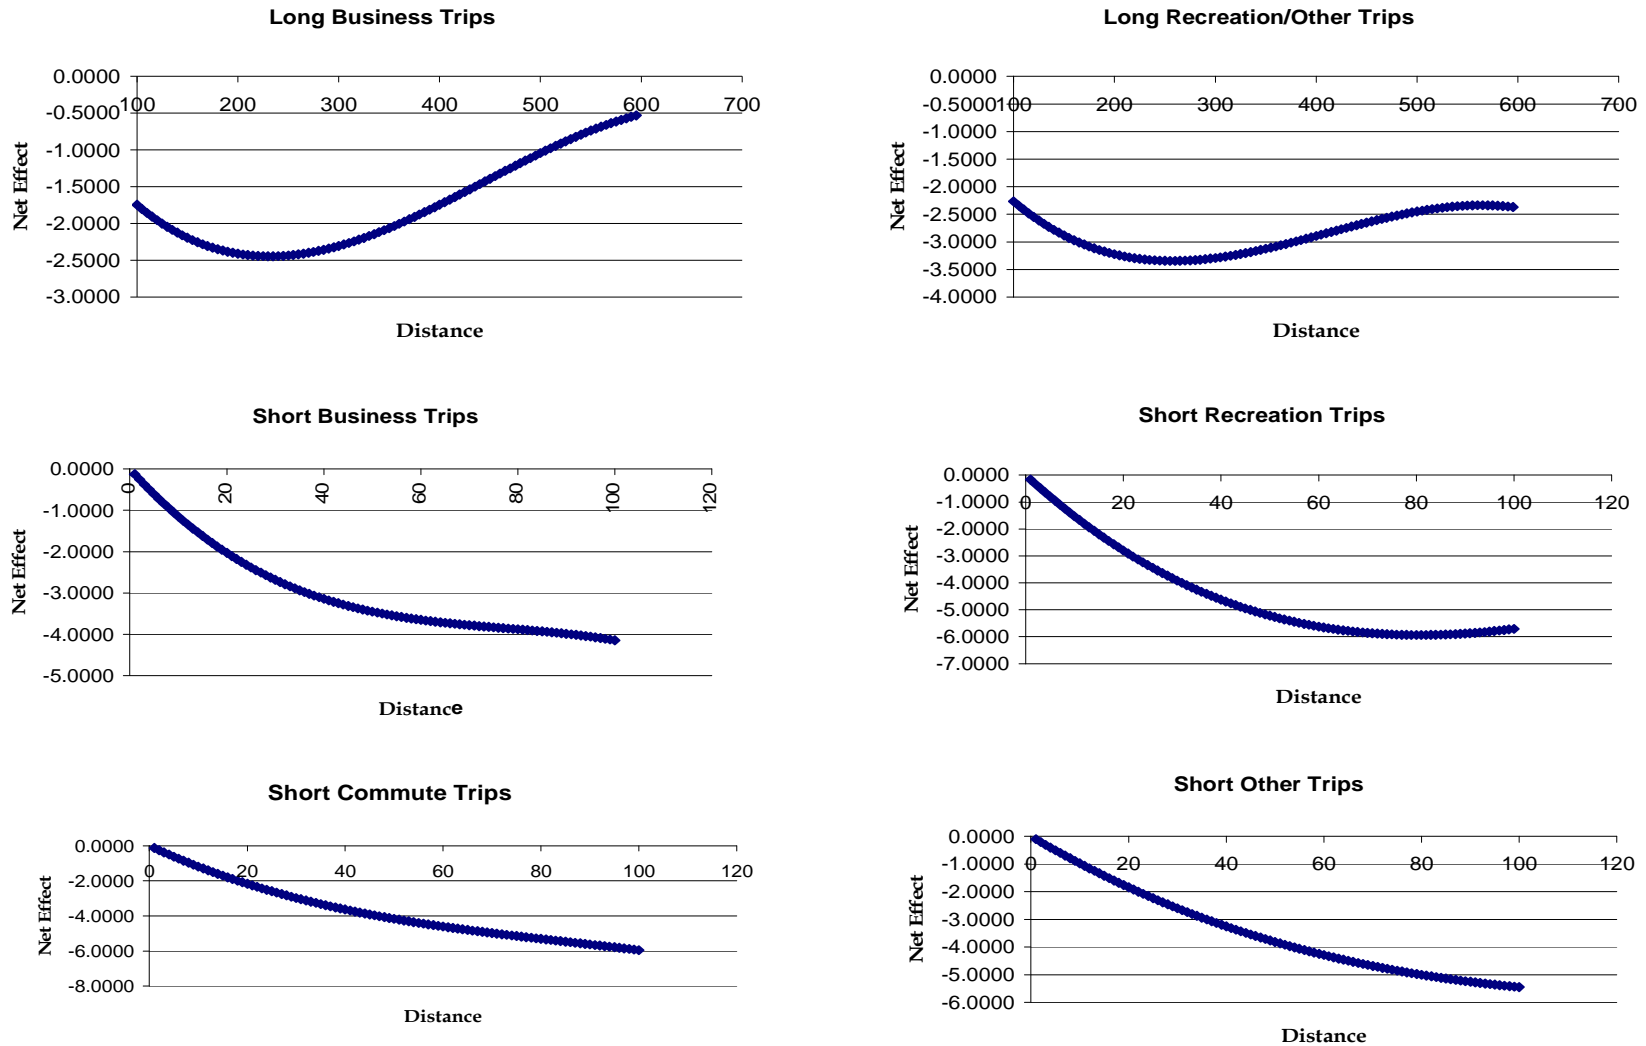 Long Business Trips
0.0000
-0.5000
-1.0000
-1.5000
-2.0000
-2.5000
-3.0000
100 200 300 400 500 600 700
Net Effect
Distance
Long Recreation/Other Trips
0.0000
-0.5000
-1.0000
-1.5000
-2.0000
-2.5000
-3.0000
-3.5000
-4.0000
100 200 300 400 500 600 700
Net Effect
Distance
Short Business Trips
0.0000
-1.0000
-2.0000
-3.0000
-4.0000
-5.0000
0 20 40 60 80 100 120
Net Effect
Distance
Short Recreation Trips
0.0000
-1.0000
-2.0000
-3.0000
-4.0000
-5.0000
-6.0000
-7.0000
0 20 40 60 80 100 120
Net Effect
Distance
Short Commute Trips
0.0000
-2.0000
-4.0000
-6.0000
-8.0000
0 20 40 60 80 100 120
Net Effect
Distance
Short Other Trips
0.0000
-1.0000
-2.0000
-3.0000
-4.0000
-5.0000
-6.0000
0 20 40 60 80 100 120
Net Effect
Distance